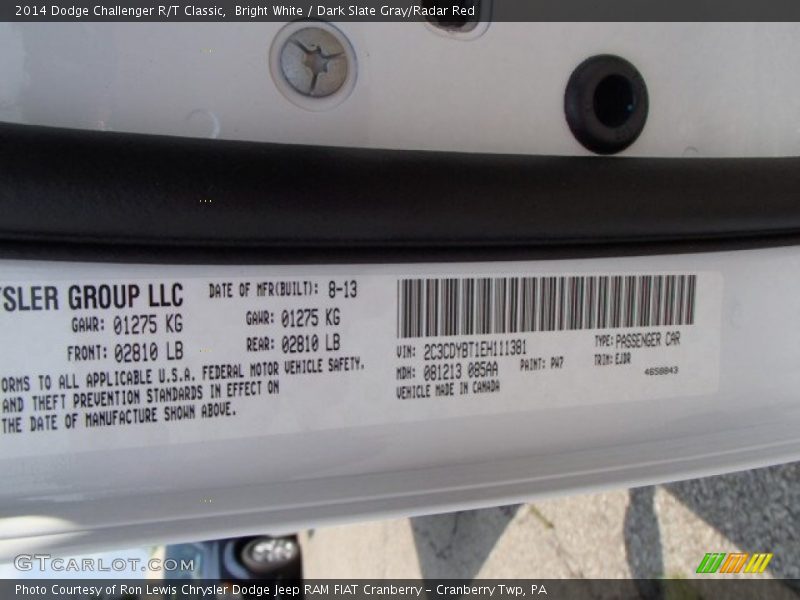 2014 Dodge Challenger R/T Classic,  Bright White / Dark Slate Gray/Radar Red
SLER GROUP LLC
DATE OF MFR(BUILT): 8-13
GAWR: 01275 KG
GAWR: 01275 KG
FRONT: 02810 LB
REAR: 02810 LB
ORMS TO ALL APPLICABLE U.S.A. FEDERAL MOTOR VEHICLE SAFETY,
AND THEFT PREVENTION STANDARDS IN EFFECT ON
THE DATE OF MANUFACTURE SHOWN ABOVE.
VIN: 2C3CDYBT1EH111381
TYPE: PASSENGER CAR
MDH: 081213 085AA
PAINT: PW7
TRIM: EJDR
VEHICLE MADE IN CANADA
4650843
GTCARLOT.COM
Photo Courtesy of Ron Lewis Chrysler Dodge Jeep RAM FIAT Cranberry – Cranberry Twp, PA